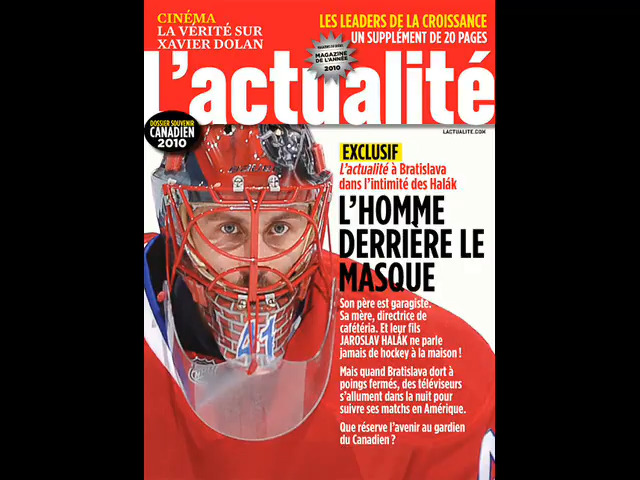 CINÉMA
LA VÉRITÉ SUR
XAVIER DOLAN
LES LEADERS DE LA CROISSANCE
UN SUPPLÉMENT DE 20 PAGES
MAGAZINE
DE L'ANNÉE
2010
l'actualité
LACTUALITE.COM
DOSSIER SOUVENIR
CANADIEN
2010
EXCLUSIF
L'actualité à Bratislava
dans l'intimité des Halák
L'HOMME
DERRIÈRE LE
MASQUE
Son père est garagiste.
Sa mère, directrice de
cafétéria. Et leur fils
JAROSLAV HALÁK ne parle
jamais de hockey à la maison !
Mais quand Bratislava dort à
poings fermés, des téléviseurs
s'allument dans la nuit pour
suivre ses matchs en Amérique.
Que réserve l'avenir au gardien
du Canadien ?
41